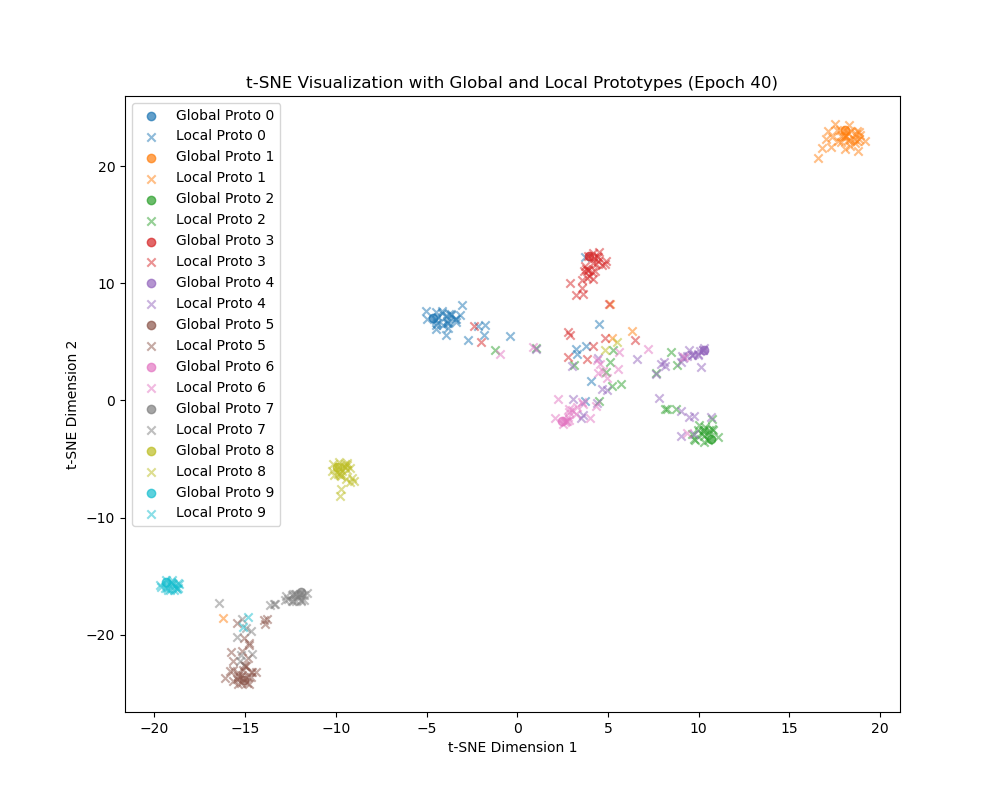 t-SNE Visualization with Global and Local Prototypes (Epoch 40)
Global Proto 0
Local Proto 0
Global Proto 1
Local Proto 1
Global Proto 2
Local Proto 2
Global Proto 3
Local Proto 3
Global Proto 4
Local Proto 4
Global Proto 5
Local Proto 5
Global Proto 6
Local Proto 6
Global Proto 7
Local Proto 7
Global Proto 8
Local Proto 8
Global Proto 9
Local Proto 9
t-SNE Dimension 2
20
10
0
−10
−20
−20
−15
−10
−5
0
5
10
15
20
t-SNE Dimension 1